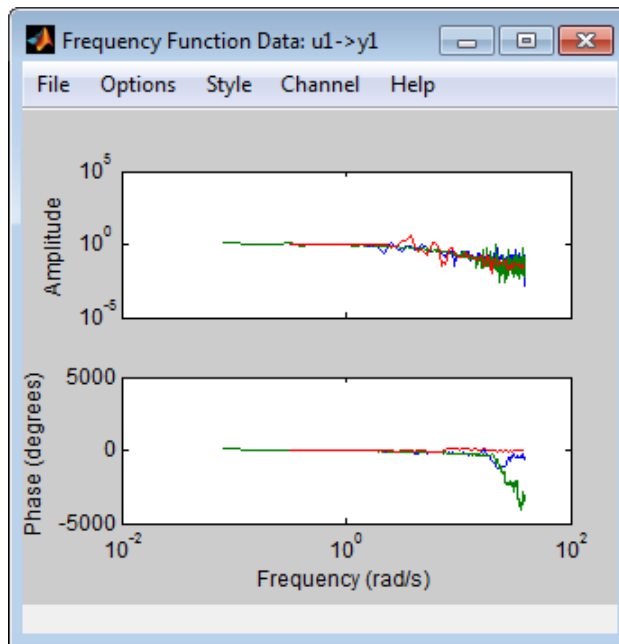 Frequency Function Data: u1->y1
File Options Style Channel Help
10^5
10^0
10^-5
Amplitude
5000
0
-5000
Phase (degrees)
10^-2 10^0 10^2
Frequency (rad/s)